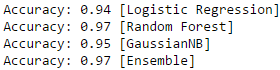 Accuracy: 0.94 [Logistic Regression]
Accuracy: 0.97 [Random Forest]
Accuracy: 0.95 [GaussianNB]
Accuracy: 0.97 [Ensemble]